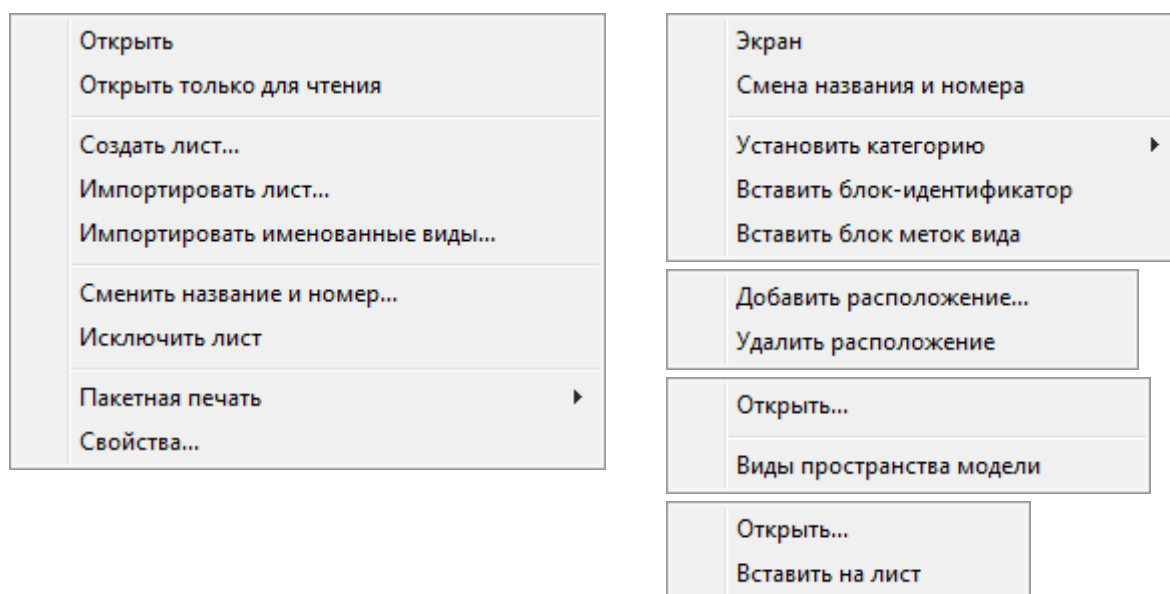 Открыть
Открыть только для чтения
Создать лист...
Импортировать лист...
Импортировать именованные виды...
Сменить название и номер...
Исключить лист
Пакетная печать
Свойства...
Экран
Смена названия и номера
Установить категорию
Вставить блок-идентификатор
Вставить блок меток вида
Добавить расположение...
Удалить расположение
Открыть...
Виды пространства модели
Открыть...
Вставить на лист